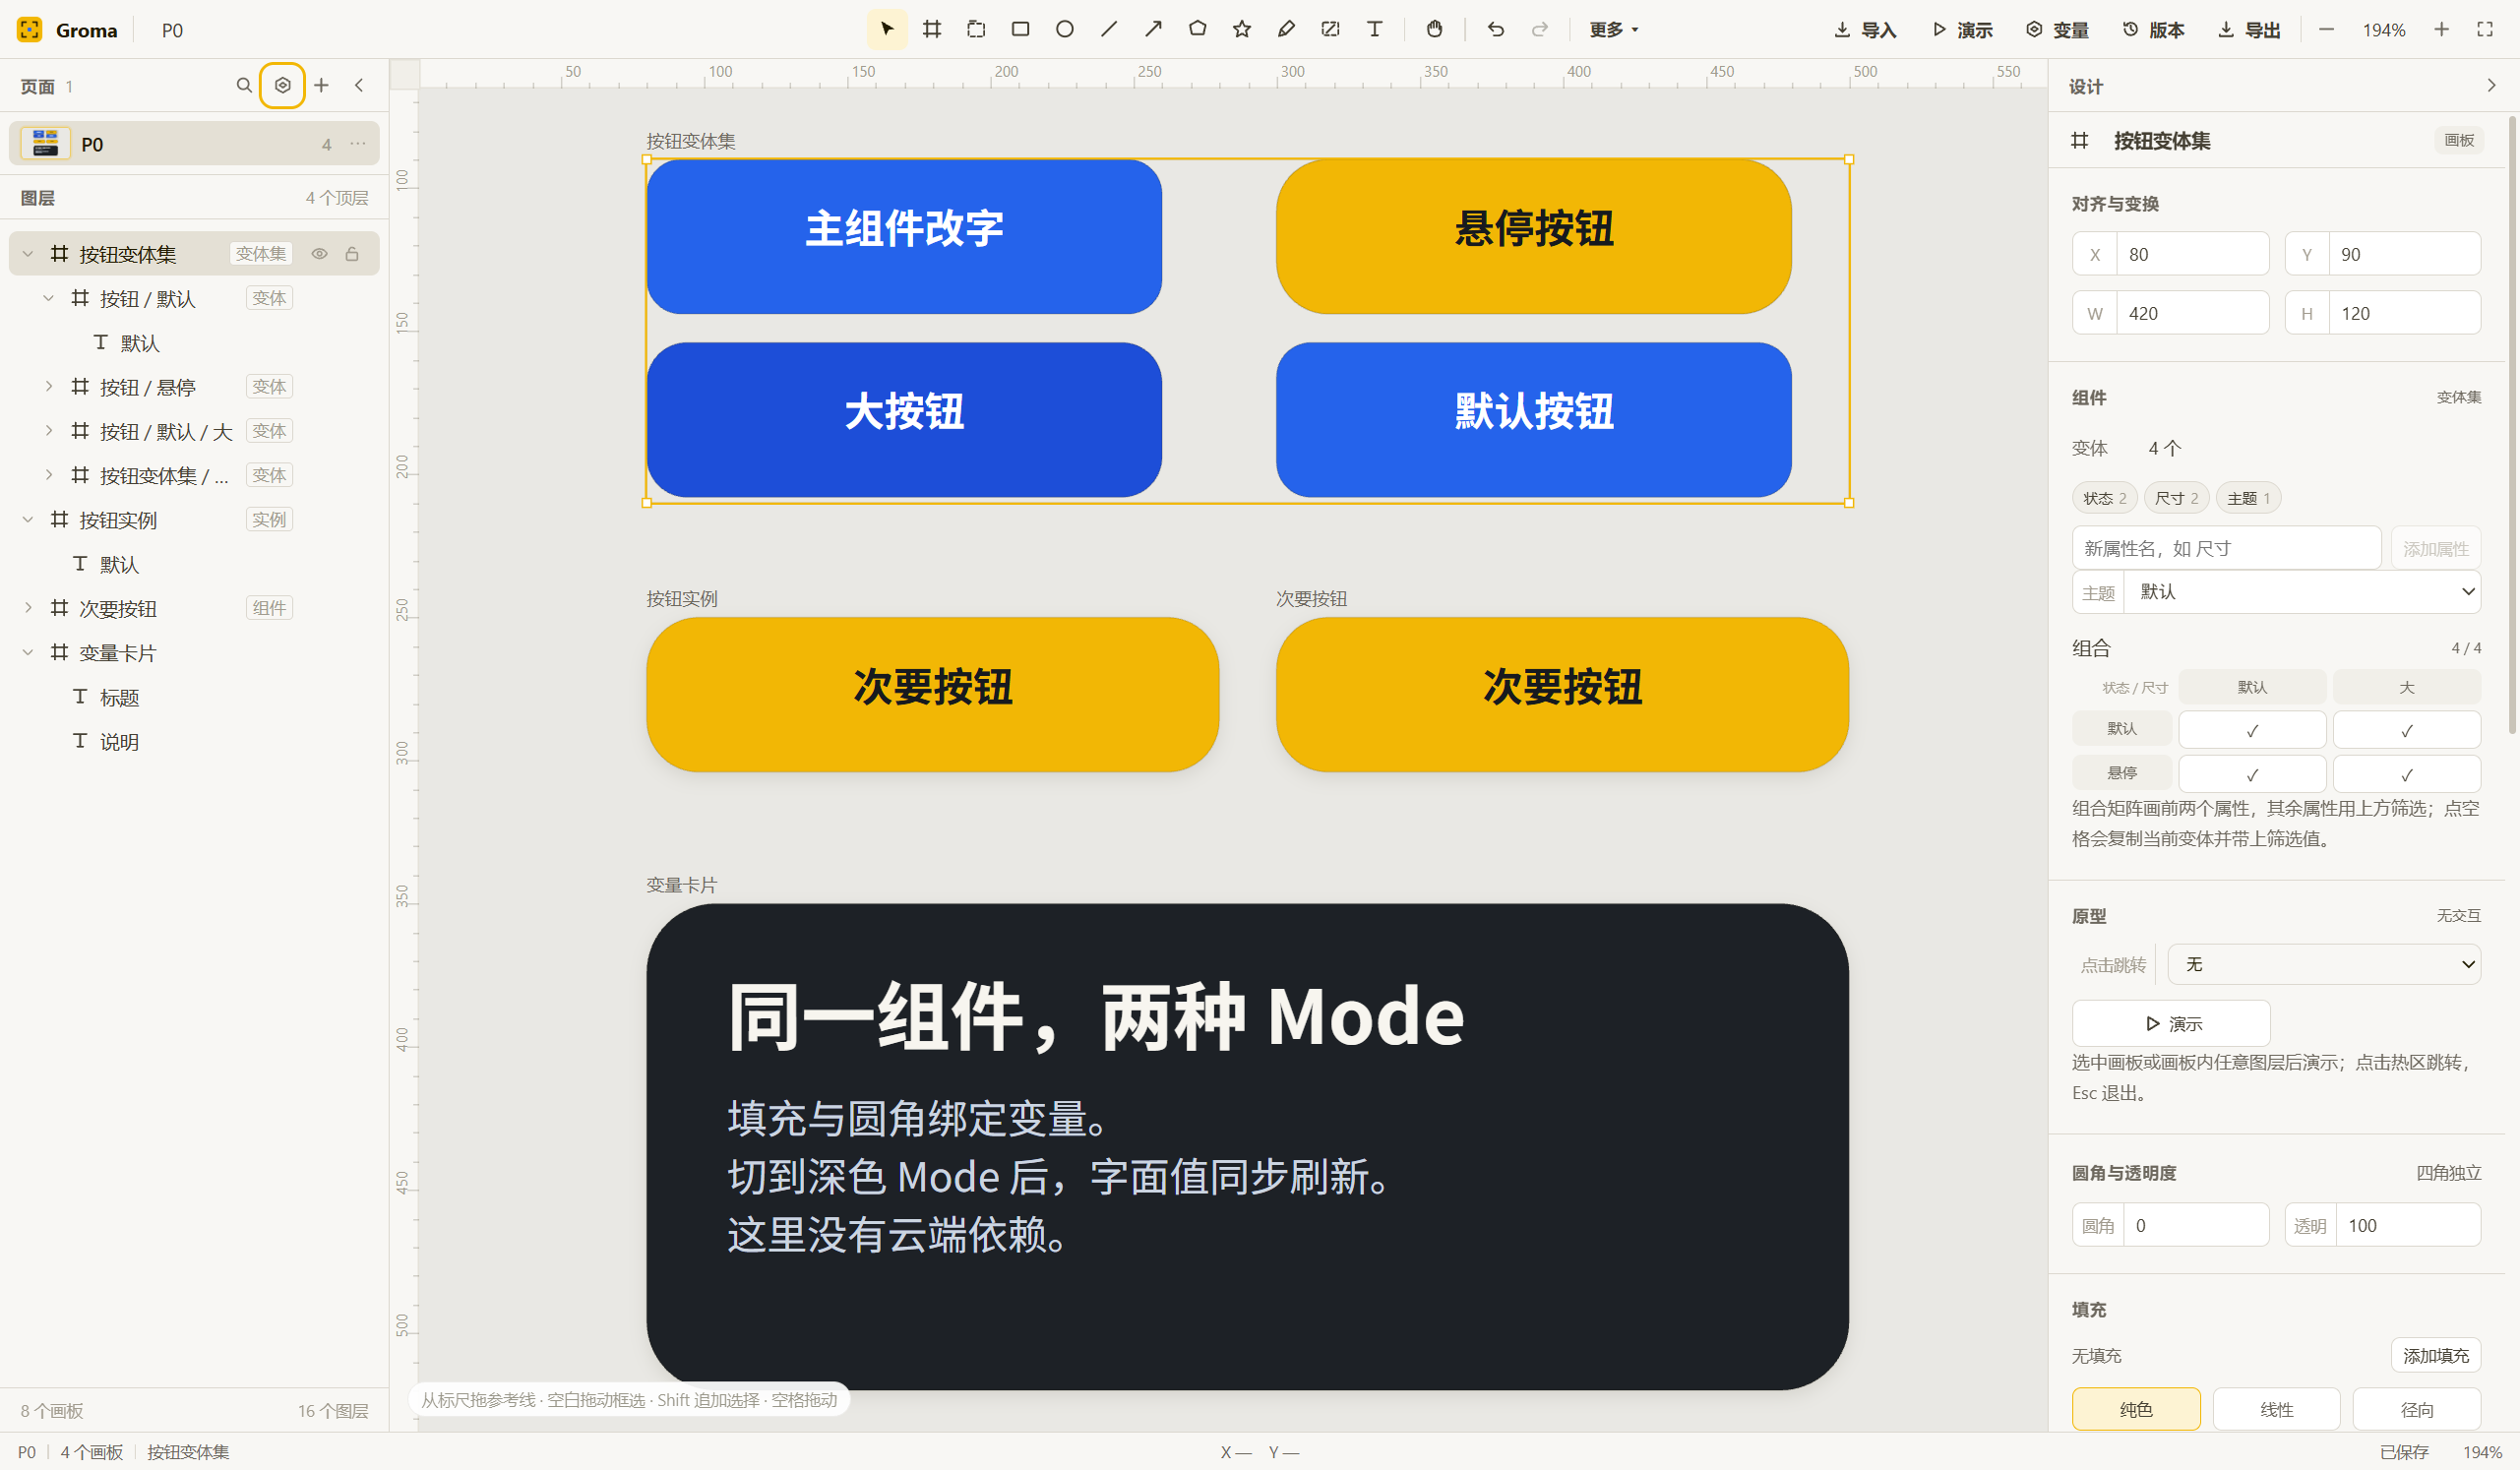 Groma
P0
更多
导入
演示
变量
版本
导出
194%
页面 1
P0
4
图层
4 个顶层
按钮变体集
变体集
按钮 / 默认
变体
默认
按钮 / 悬停
变体
按钮 / 默认 / 大
变体
按钮变体集 / ...
变体
按钮实例
实例
默认
次要按钮
组件
变量卡片
标题
说明
8 个画板
16 个图层
50
100
150
200
250
300
350
400
450
500
550
100
150
200
250
300
350
400
450
500
按钮变体集
主组件改字
悬停按钮
大按钮
默认按钮
按钮实例
次要按钮
次要按钮
次要按钮
变量卡片
同一组件，两种 Mode
填充与圆角绑定变量。
切到深色 Mode 后，字面值同步刷新。
这里没有云端依赖。
从标尺拖参考线 · 空白拖动框选 · Shift 追加选择 · 空格拖动
设计
按钮变体集
画板
对齐与变换
X 80
Y 90
W 420
H 120
组件
变体集
变体
4 个
状态 2
尺寸 2
主题 1
新属性名，如 尺寸
添加属性
主题
默认
组合
4 / 4
状态 / 尺寸
默认
大
默认
✓
✓
悬停
✓
✓
组合矩阵画前两个属性，其余属性用上方筛选；点空
格会复制当前变体并带上筛选值。
原型
无交互
点击跳转
无
演示
选中画板或画板内任意图层后演示；点击热区跳转，
Esc 退出。
圆角与透明度
四角独立
圆角 0
透明 100
填充
无填充
添加填充
纯色
线性
径向
P0
4 个画板
按钮变体集
X —
Y —
已保存
194%